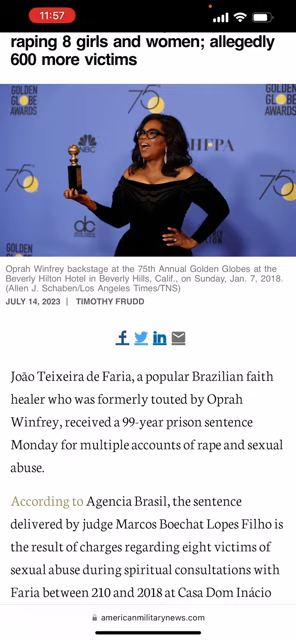 11:57
raping 8 girls and women; allegedly
600 more victims
GOLDEN
GLOBE
AWARDS
75
NBC
HFPA
GOLDEN
GLOBE
AWARDS
75
75
dc
GOLDEN
Oprah Winfrey backstage at the 75th Annual Golden Globes at the
Beverly Hilton Hotel in Beverly Hills, Calif., on Sunday, Jan. 7, 2018.
(Allen J. Schaben/Los Angeles Times/TNS)
JULY 14, 2023 | TIMOTHY FRUDD
João Teixeira de Faria, a popular Brazilian faith
healer who was formerly touted by Oprah
Winfrey, received a 99-year prison sentence
Monday for multiple accounts of rape and sexual
abuse.
According to Agencia Brasil, the sentence
delivered by judge Marcos Boechat Lopes Filho is
the result of charges regarding eight victims of
sexual abuse during spiritual consultations with
Faria between 210 and 2018 at Casa Dom Inácio
americanmilitarynews.com